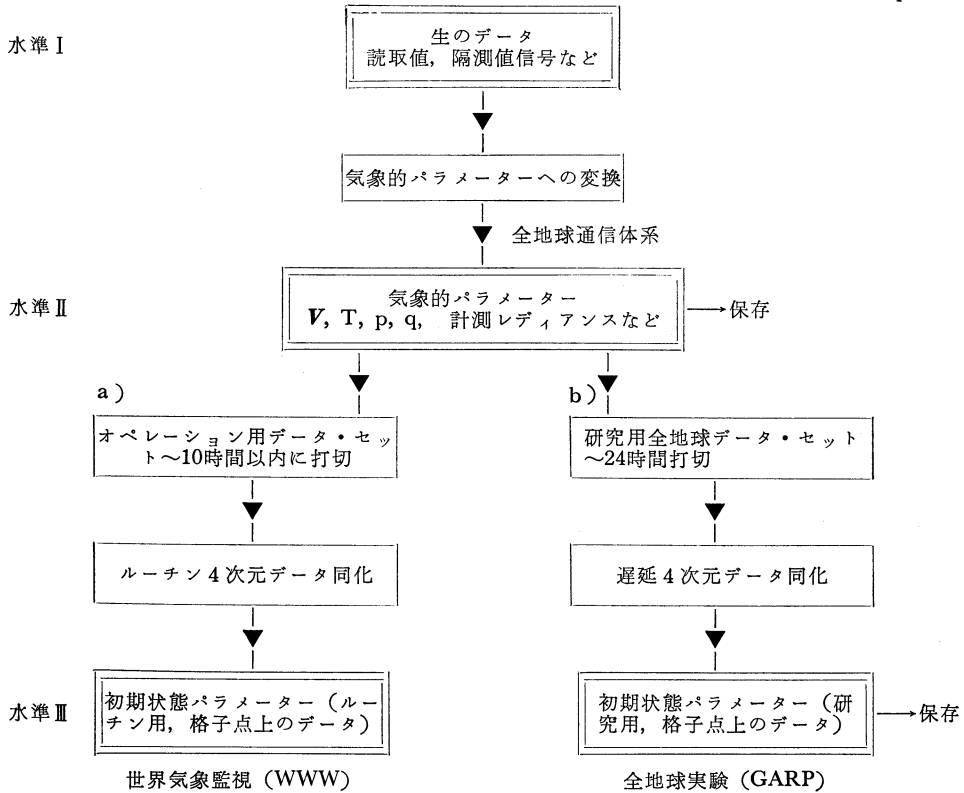 水準Ⅰ
生のデータ
読取値，隔測値信号など
気象的パラメーターへの変換
全地球通信体系
水準Ⅱ
気象的パラメーター
V, T, p, q, 計測レディアンスなど
保存
a）
オペレーション用データ・セッ
ト〜10時間以内に打切
b）
研究用全地球データ・セット
〜24時間打切
ルーチン４次元データ同化
遅延４次元データ同化
水準Ⅲ
初期状態パラメーター（ルー
チン用，格子点上のデータ）
初期状態パラメーター（研
究用，格子点上のデータ）
保存
世界気象監視（WWW）
全地球実験（GARP）